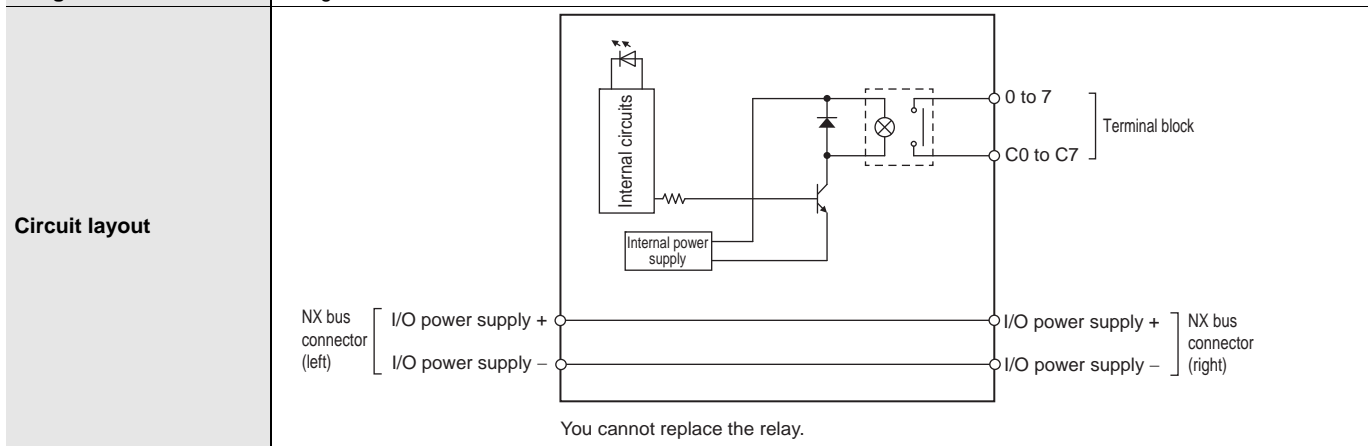 Circuit layout
Internal circuits
Internal power
supply
0 to 7
C0 to C7
Terminal block
NX bus
connector
(left)
I/O power supply +
I/O power supply −
I/O power supply +
I/O power supply −
NX bus
connector
(right)
You cannot replace the relay.